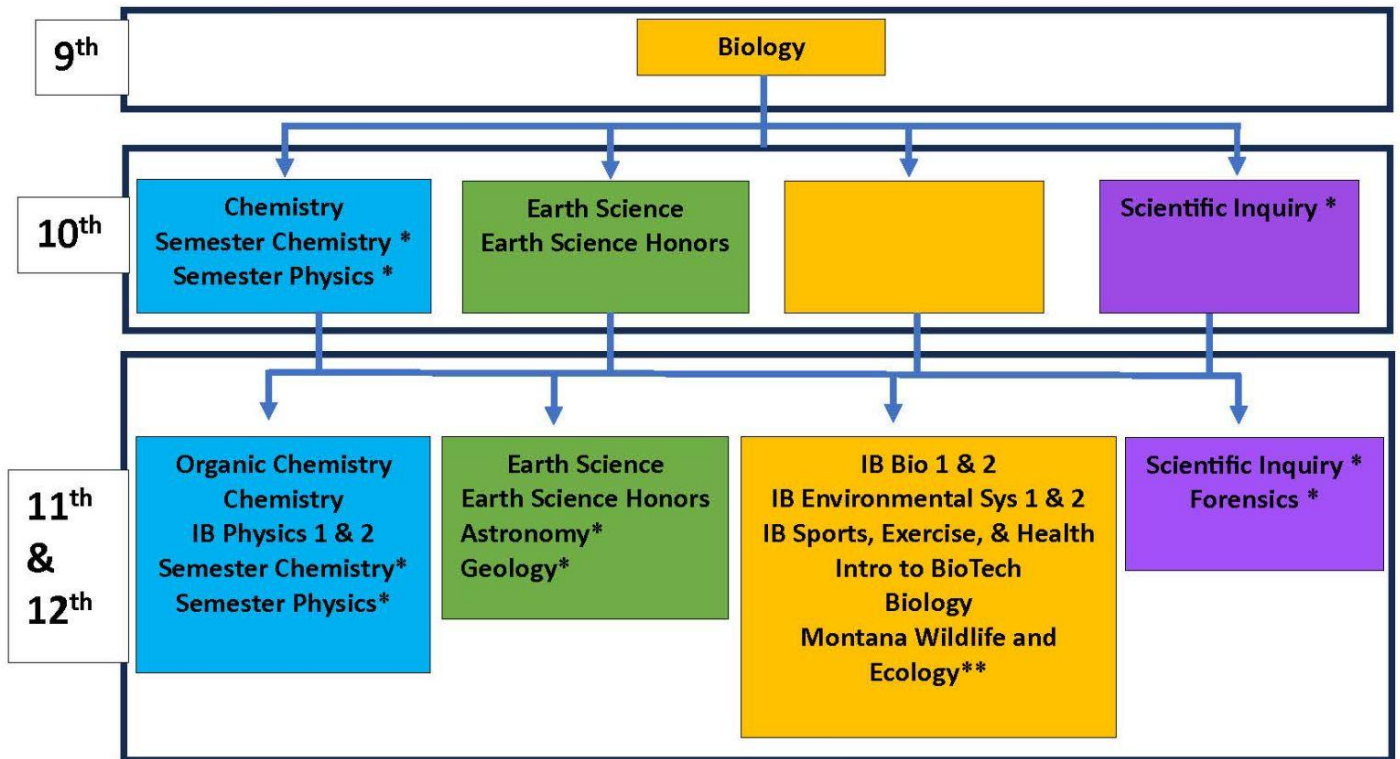 9th
Biology
10th
Chemistry
Semester Chemistry *
Semester Physics *
Earth Science
Earth Science Honors
Scientific Inquiry *
11th
&
12th
Organic Chemistry
Chemistry
IB Physics 1 & 2
Semester Chemistry*
Semester Physics*
Earth Science
Earth Science Honors
Astronomy*
Geology*
IB Bio 1 & 2
IB Environmental Sys 1 & 2
IB Sports, Exercise, & Health
Intro to BioTech
Biology
Montana Wildlife and
Ecology**
Scientific Inquiry *
Forensics *